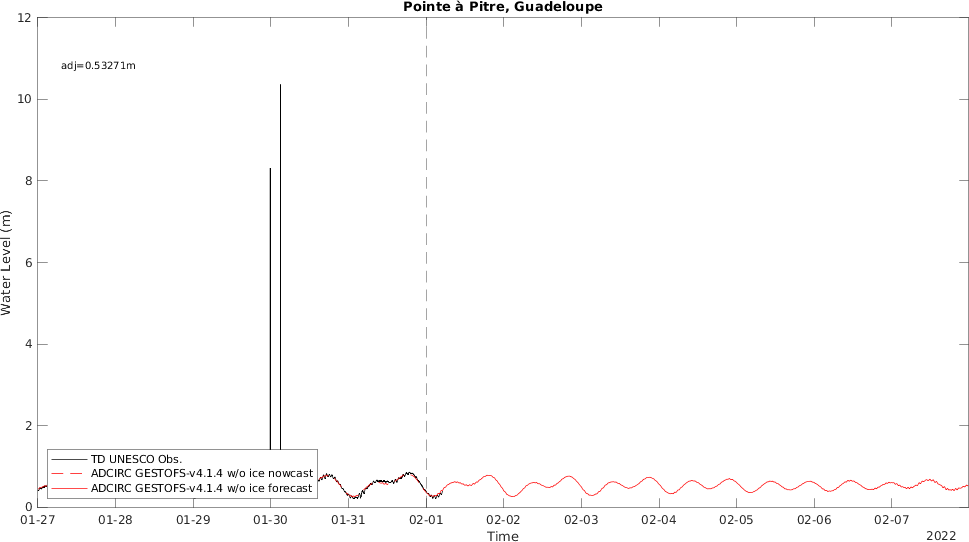 Pointe à Pitre, Guadeloupe
12
adj=0.53271m
10
8
6
4
2
0
Water Level (m)
TD UNESCO Obs.
ADCIRC GESTOFS-v4.1.4 w/o ice nowcast
ADCIRC GESTOFS-v4.1.4 w/o ice forecast
01-27 01-28 01-29 01-30 01-31 02-01 02-02 02-03 02-04 02-05 02-06 02-07
Time
2022